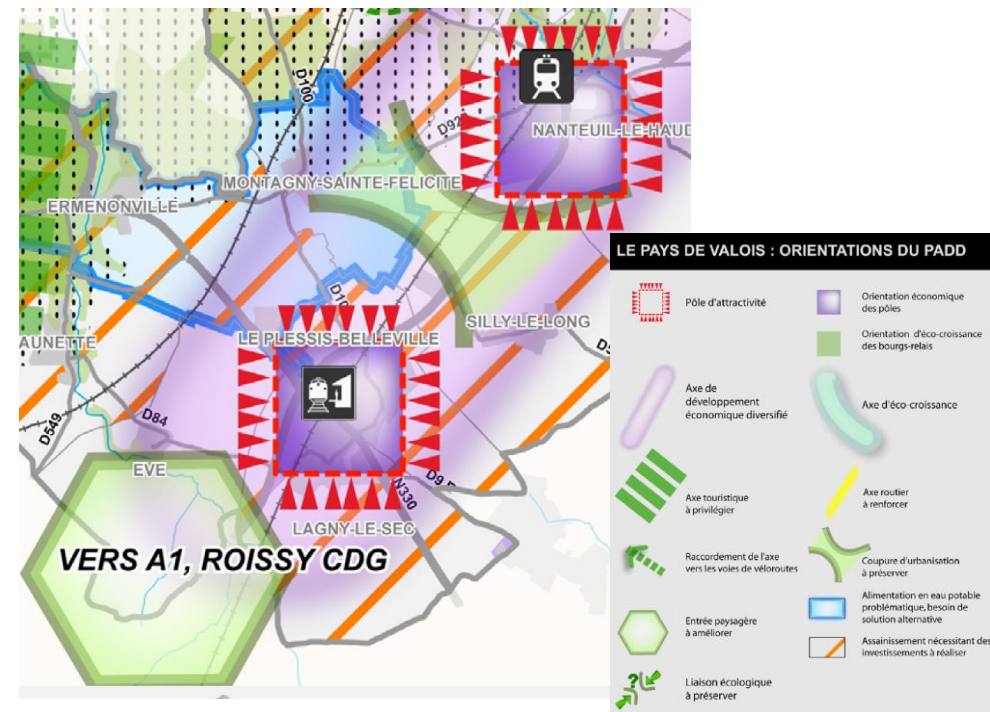 D100
D92
NANTEUIL-LE-HAUD
MONTAGNY-SAINTE-FELICITE
ERMENONVILLE
SILLY-LE-LONG
LE PLESSIS-BELLEVILLE
AUNETTE
D84
D549
EVE
N330
LAGNY-LE-SEC
VERS A1, ROISSY CDG
LE PAYS DE VALOIS : ORIENTATIONS DU PADD
Pôle d'attractivité
Orientation économique
des pôles
Orientation d'éco-croissance
des bourgs-relais
Axe de
développement
économique diversifié
Axe d'éco-croissance
Axe touristique
à privilégier
Axe routier
à renforcer
Raccordement de l'axe
vers les voies de véloroutes
Coupure d'urbanisation
à préserver
Alimentation en eau potable
problématique, besoin de
solution alternative
Entrée paysagère
à améliorer
Assainissement nécessitant des
investissements à réaliser
Liaison écologique
à préserver